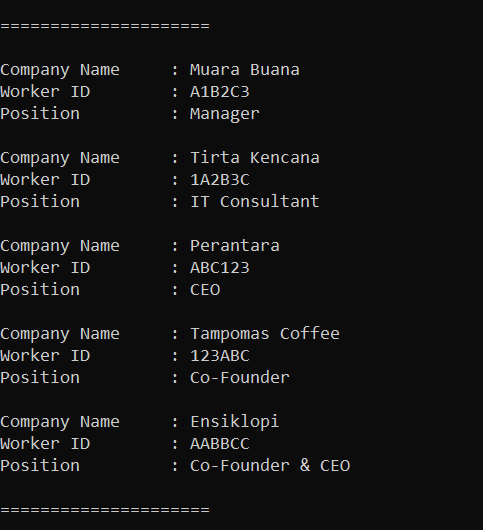 =====================
Company Name     : Muara Buana
Worker ID        : A1B2C3
Position         : Manager
Company Name     : Tirta Kencana
Worker ID        : 1A2B3C
Position         : IT Consultant
Company Name     : Perantara
Worker ID        : ABC123
Position         : CEO
Company Name     : Tampomas Coffee
Worker ID        : 123ABC
Position         : Co-Founder
Company Name     : Ensiklopi
Worker ID        : AABBCC
Position         : Co-Founder & CEO
=====================